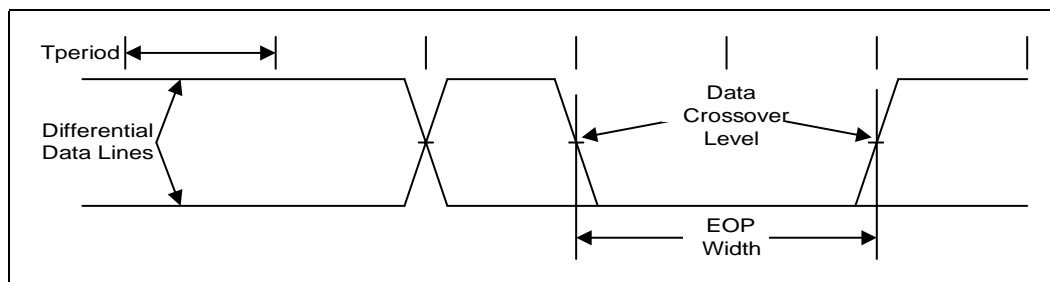 Tperiod
Differential
Data Lines
Data
Crossover
Level
EOP
Width